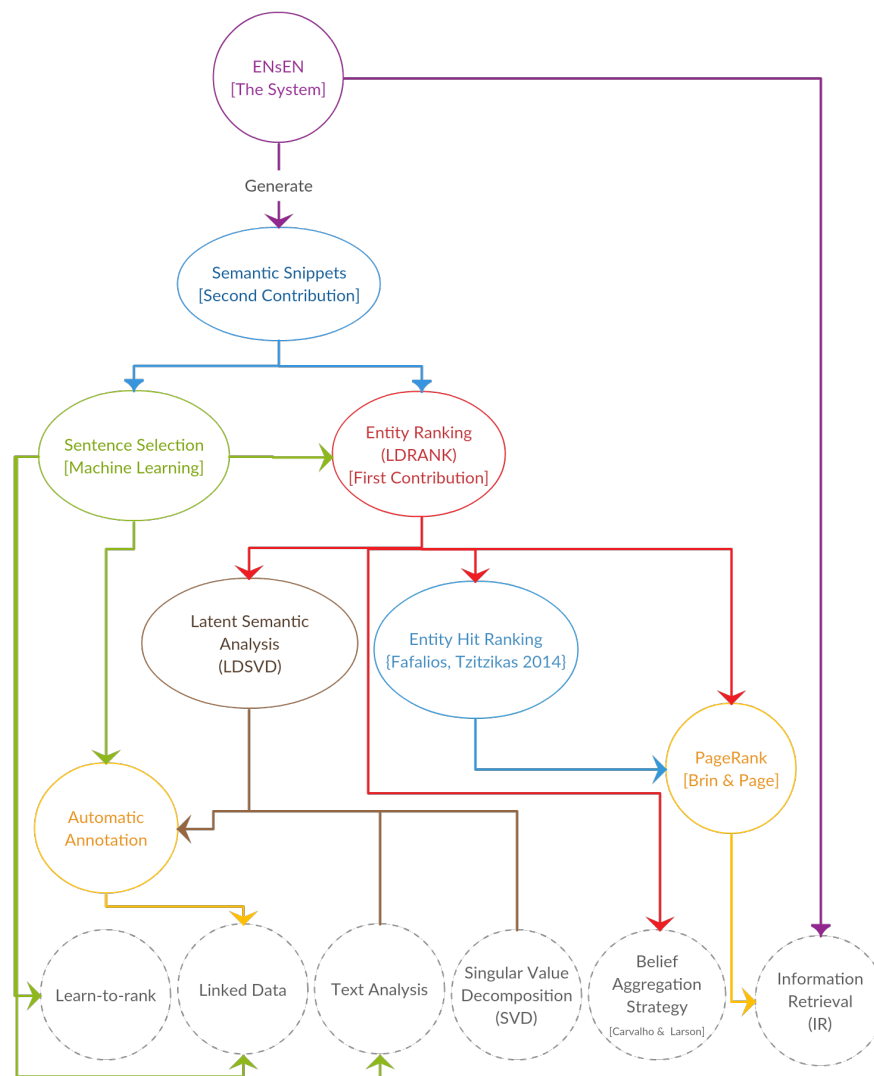 ENsEN
[The System]
Generate
Semantic Snippets
[Second Contribution]
Sentence Selection
[Machine Learning]
Entity Ranking
(LDRANK)
[First Contribution]
Latent Semantic
Analysis
(LDSVD)
Entity Hit Ranking
{Fafalios, Tzitzikas 2014}
PageRank
[Brin & Page]
Automatic
Annotation
Learn-to-rank
Linked Data
Text Analysis
Singular Value
Decomposition
(SVD)
Belief
Aggregation
Strategy
[Carvalho & Larson]
Information
Retrieval
(IR)